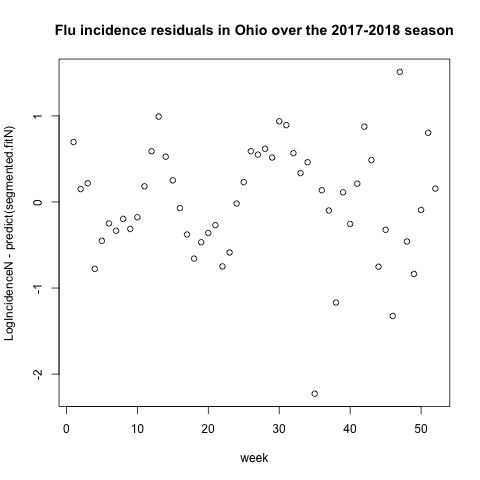 Flu incidence residuals in Ohio over the 2017-2018 season
LogIncidenceN - predict(segmented.fitN)
1
0
-1
-2
0 10 20 30 40 50
week